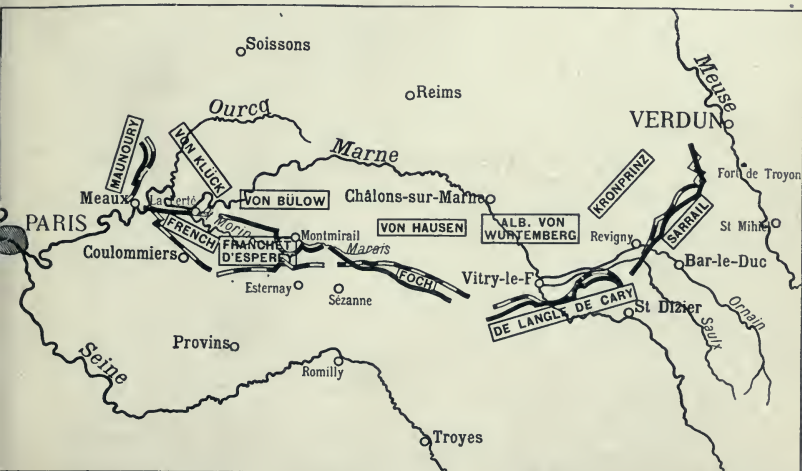 Soissons
Reims
Meuse
Ourcq
VERDUN
MAUNOURY
VON KLÜCK
Marne
KRONPRINZ
Fort de Troyon
Meaux
La Ferté
VON BÜLOW
Châlons-sur-Marne
PARIS
Morin
FRENCH
FRANCHET
D'ESPEREY
Montmirail
Marais
VON HAUSEN
ALB. VON
WURTEMBERG
SARRAIL
St Mihiel
Revigny
Coulommiers
Bar-le-Duc
FOCH
Vitry-le-F
Esternay
Sézanne
DE LANGLE DE CARY
St Dizier
Ornain
Saulx
Provins
Seine
Romilly
Troyes